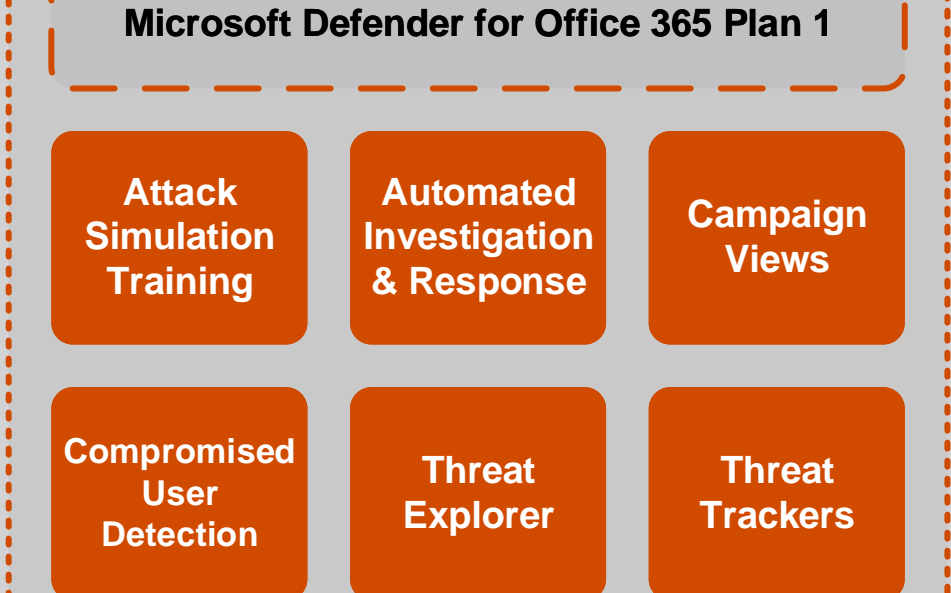 Microsoft Defender for Office 365 Plan 1
Attack
Simulation
Training
Automated
Investigation
& Response
Campaign
Views
Compromised
User
Detection
Threat
Explorer
Threat
Trackers